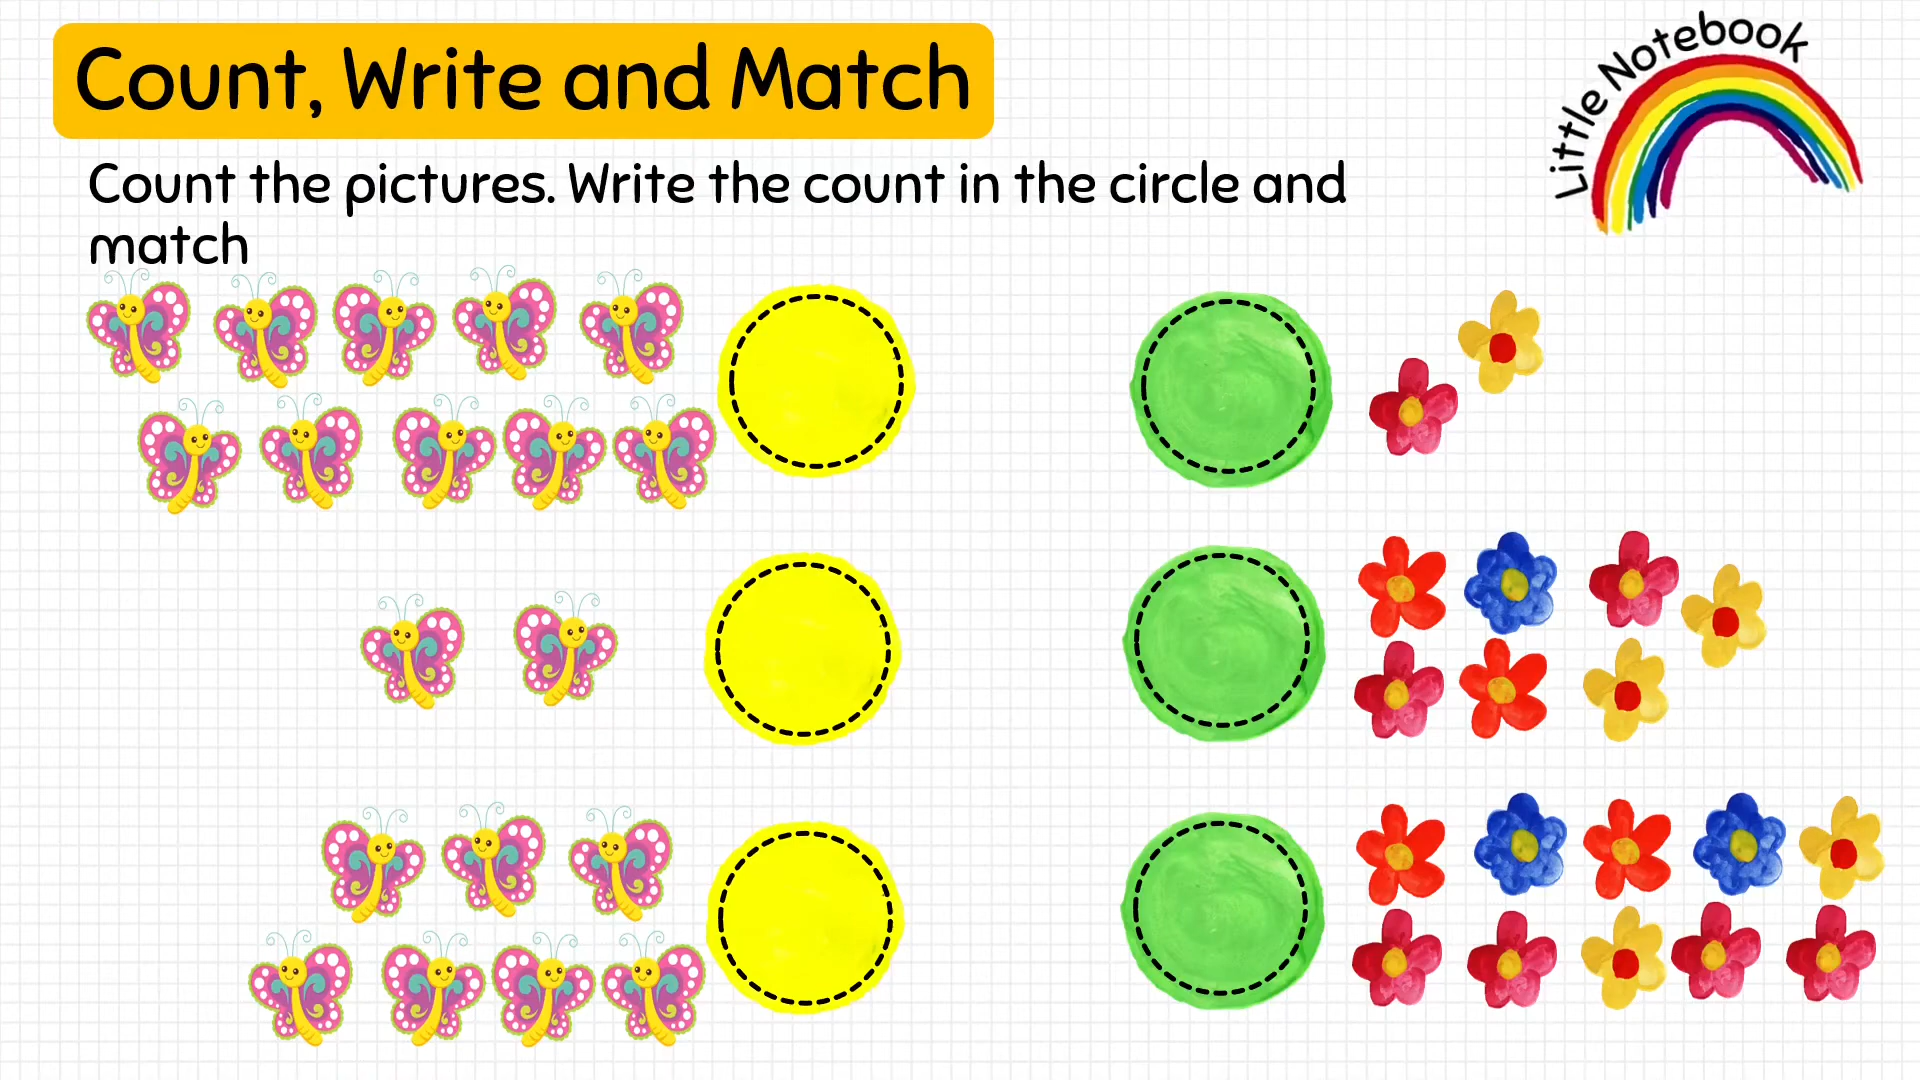 Count, Write and Match
Little Notebook
Count the pictures. Write the count in the circle and
match